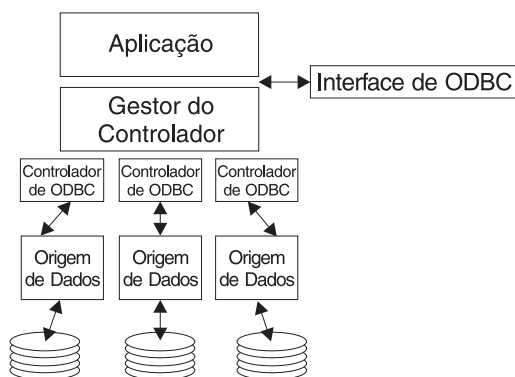 Aplicação
Interface de ODBC
Gestor do
Controlador
Controlador
de ODBC
Controlador
de ODBC
Controlador
de ODBC
Origem
de Dados
Origem
de Dados
Origem
de Dados